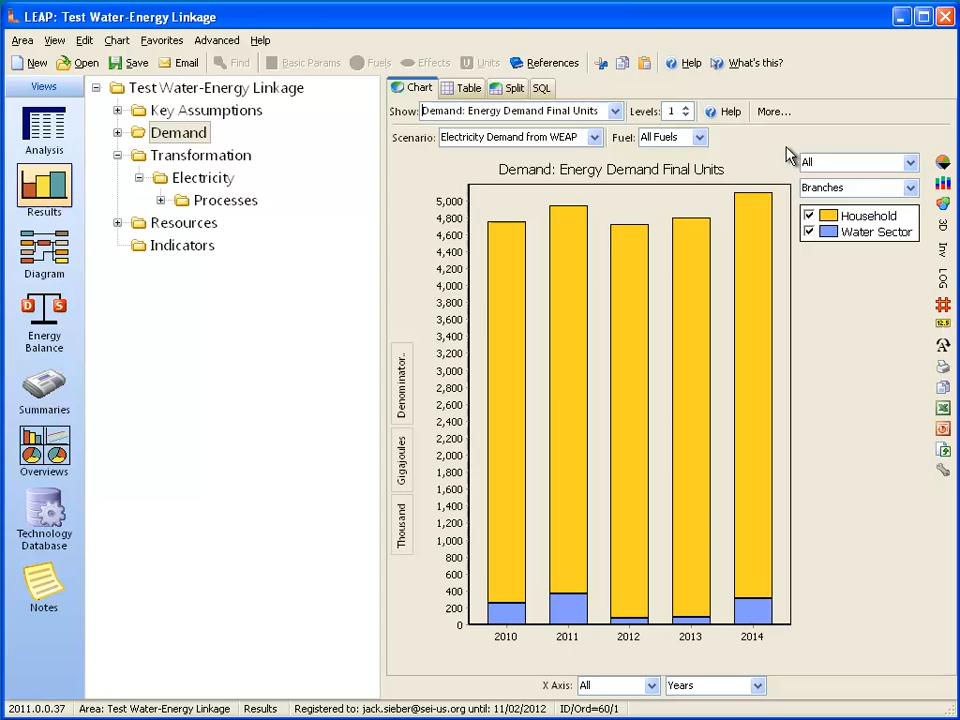 LEAP: Test Water-Energy Linkage
Area View Edit Chart Favorites Advanced Help
New Open Save Email Find Basic Params Fuels Effects Units References Help What's this?
Views
Analysis
Results
Diagram
Energy
Balance
Summaries
Overviews
Technology
Database
Notes
Test Water-Energy Linkage
Key Assumptions
Demand
Transformation
Electricity
Processes
Resources
Indicators
Chart Table Split SQL
Show: Demand: Energy Demand Final Units Levels: 1 Help More...
Scenario: Electricity Demand from WEAP Fuel: All Fuels
Demand: Energy Demand Final Units
All
Branches
Household
Water Sector
3D
Inv
LOG
12.5
Denominator..
Gigajoules
Thousand
5,000
4,800
4,600
4,400
4,200
4,000
3,800
3,600
3,400
3,200
3,000
2,800
2,600
2,400
2,200
2,000
1,800
1,600
1,400
1,200
1,000
800
600
400
200
0
2010 2011 2012 2013 2014
X Axis: All Years
2011.0.0.37 Area: Test Water-Energy Linkage Results Registered to: jack.sieber@sei-us.org until: 11/02/2012 ID/Ord=60/1